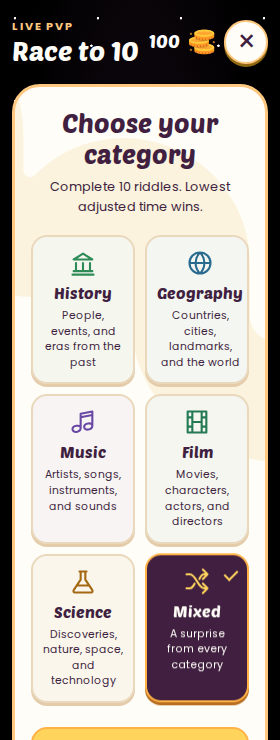 LIVE PVP
Race to 10
100
Choose your
category
Complete 10 riddles. Lowest
adjusted time wins.
History
People,
events, and
eras from the
past
Geography
Countries,
cities,
landmarks,
and the world
Music
Artists, songs,
instruments,
and sounds
Film
Movies,
characters,
actors, and
directors
Science
Discoveries,
nature, space,
and
technology
Mixed
A surprise
from every
category